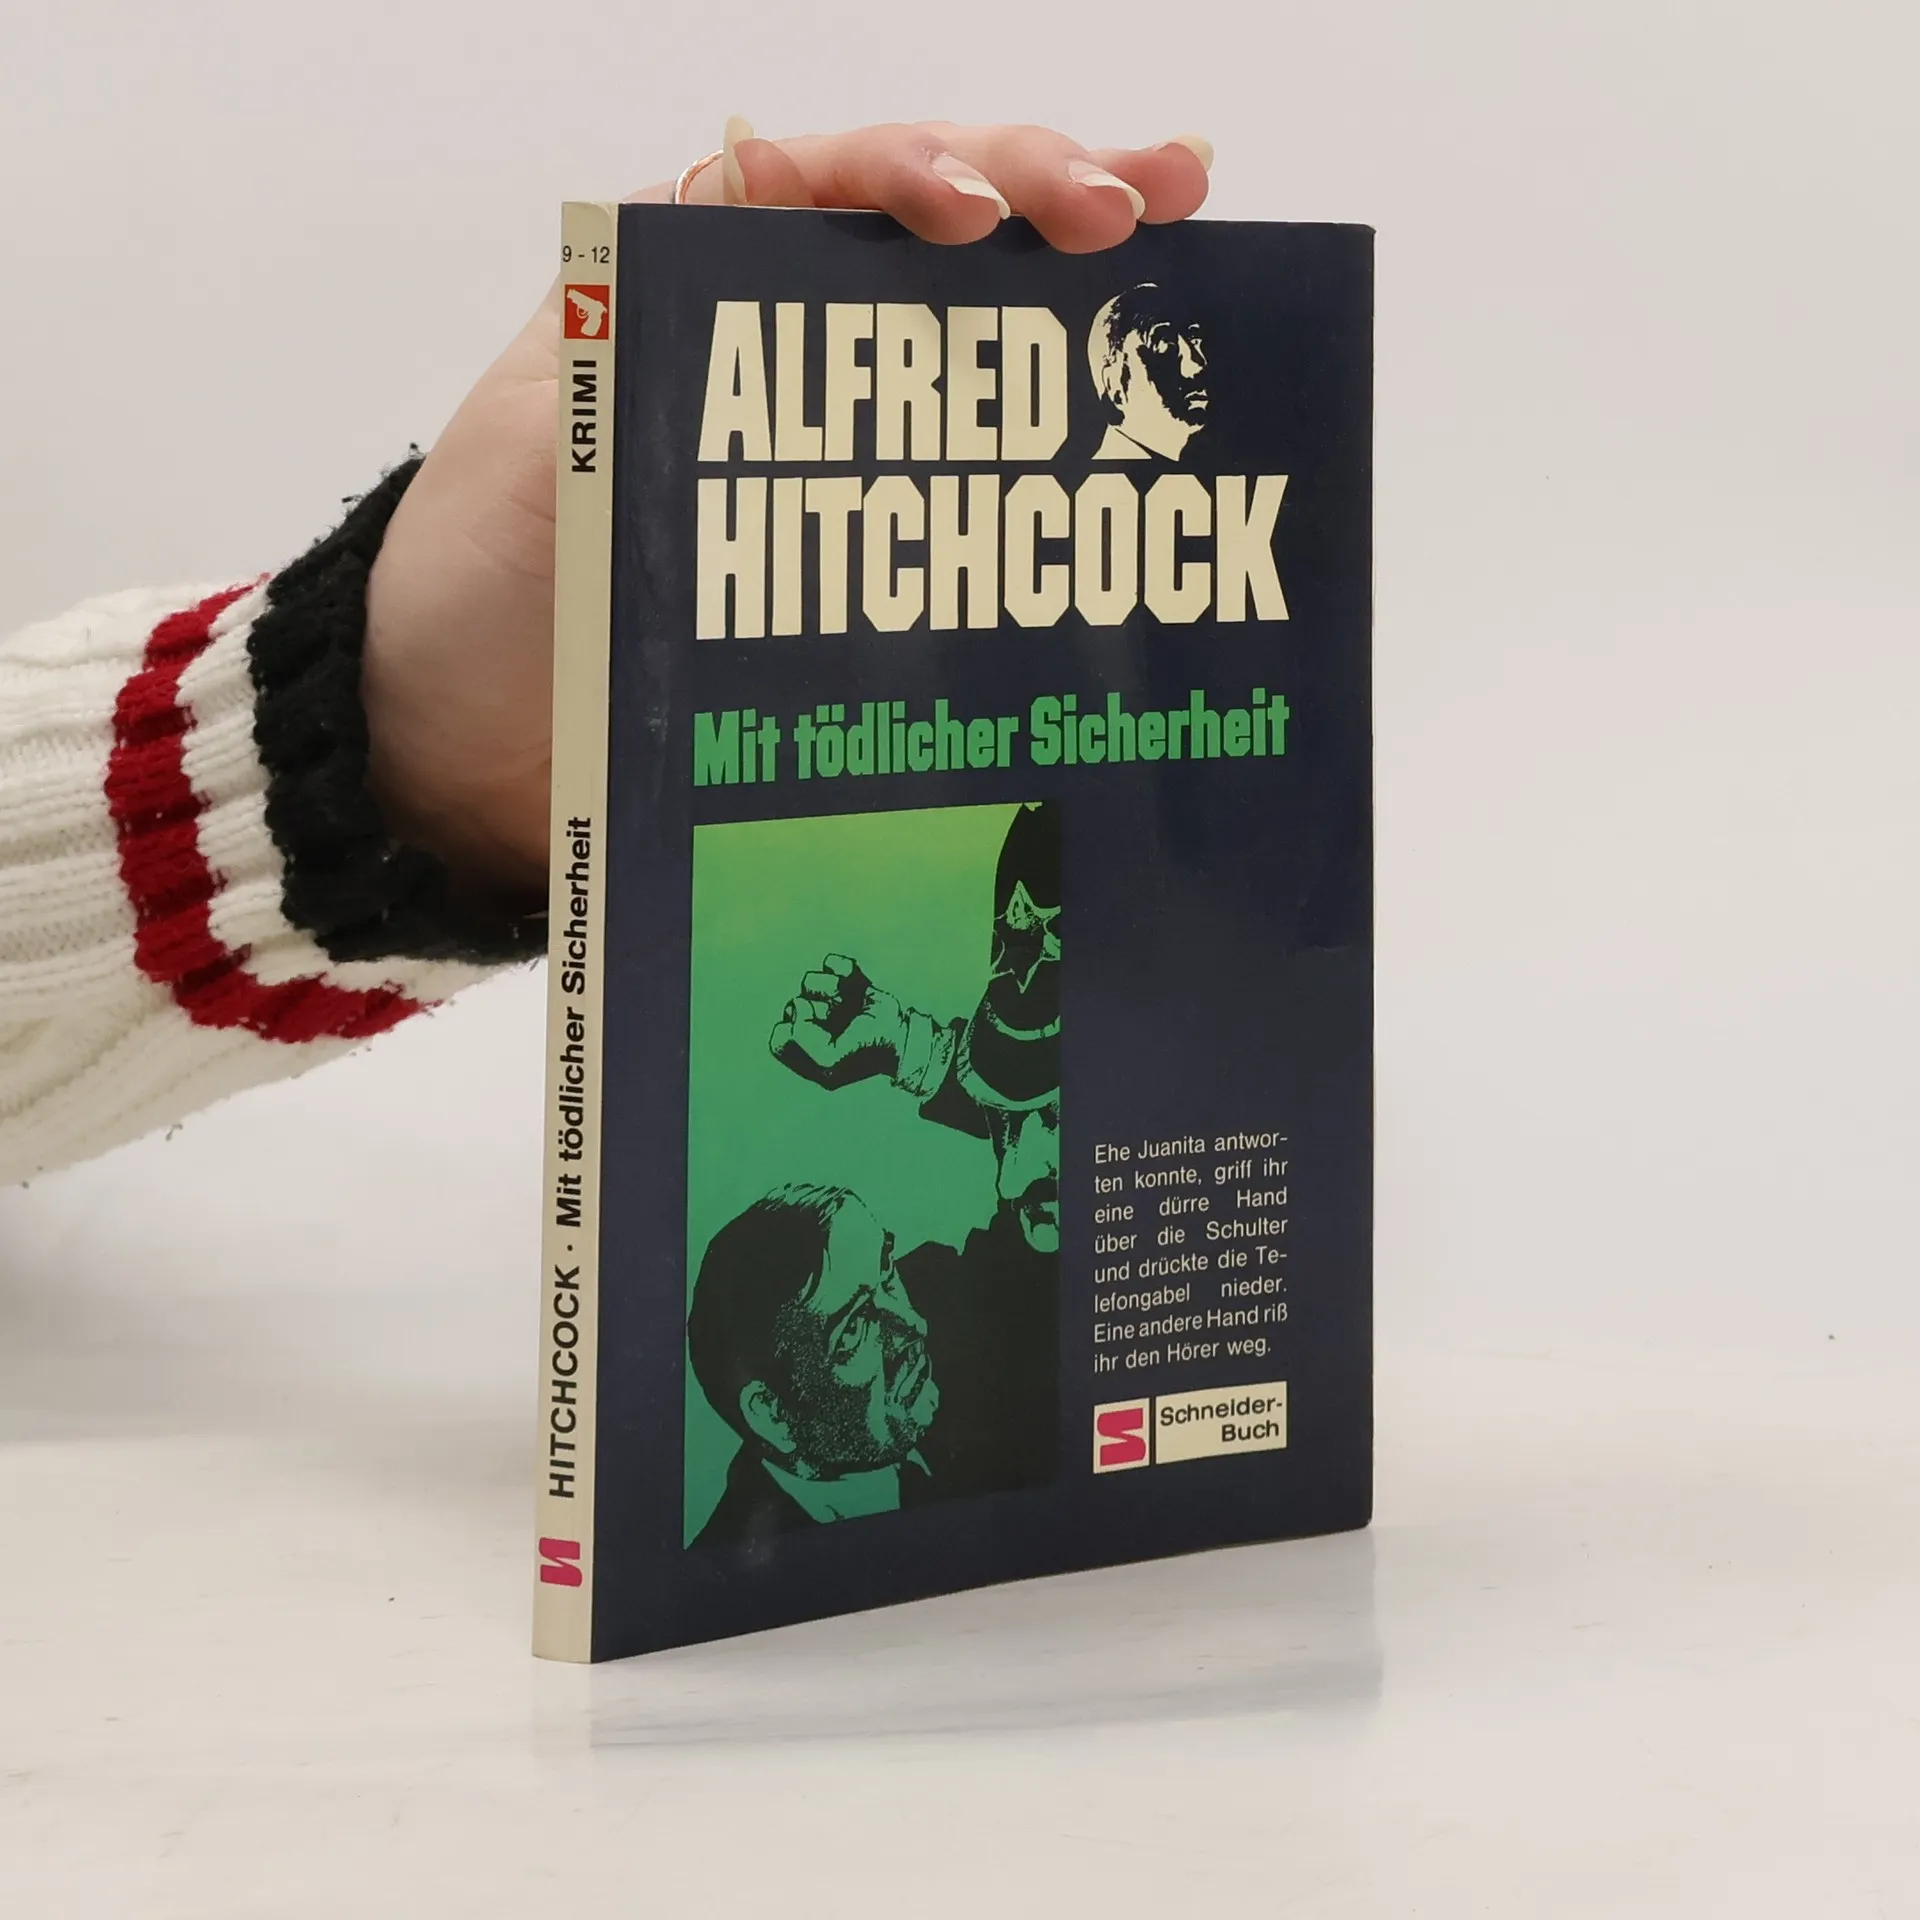 9 - 12
KRIMI
HITCHCOCK · Mit tödlicher Sicherheit
ALFRED
HITCHCOCK
Mit tödlicher Sicherheit
Ehe Juanita antwor-
ten konnte, griff ihr
eine dürre Hand
über die Schulter
und drückte die Te-
lefongabel nieder.
Eine andere Hand riß
ihr den Hörer weg.
Schneider-
Buch